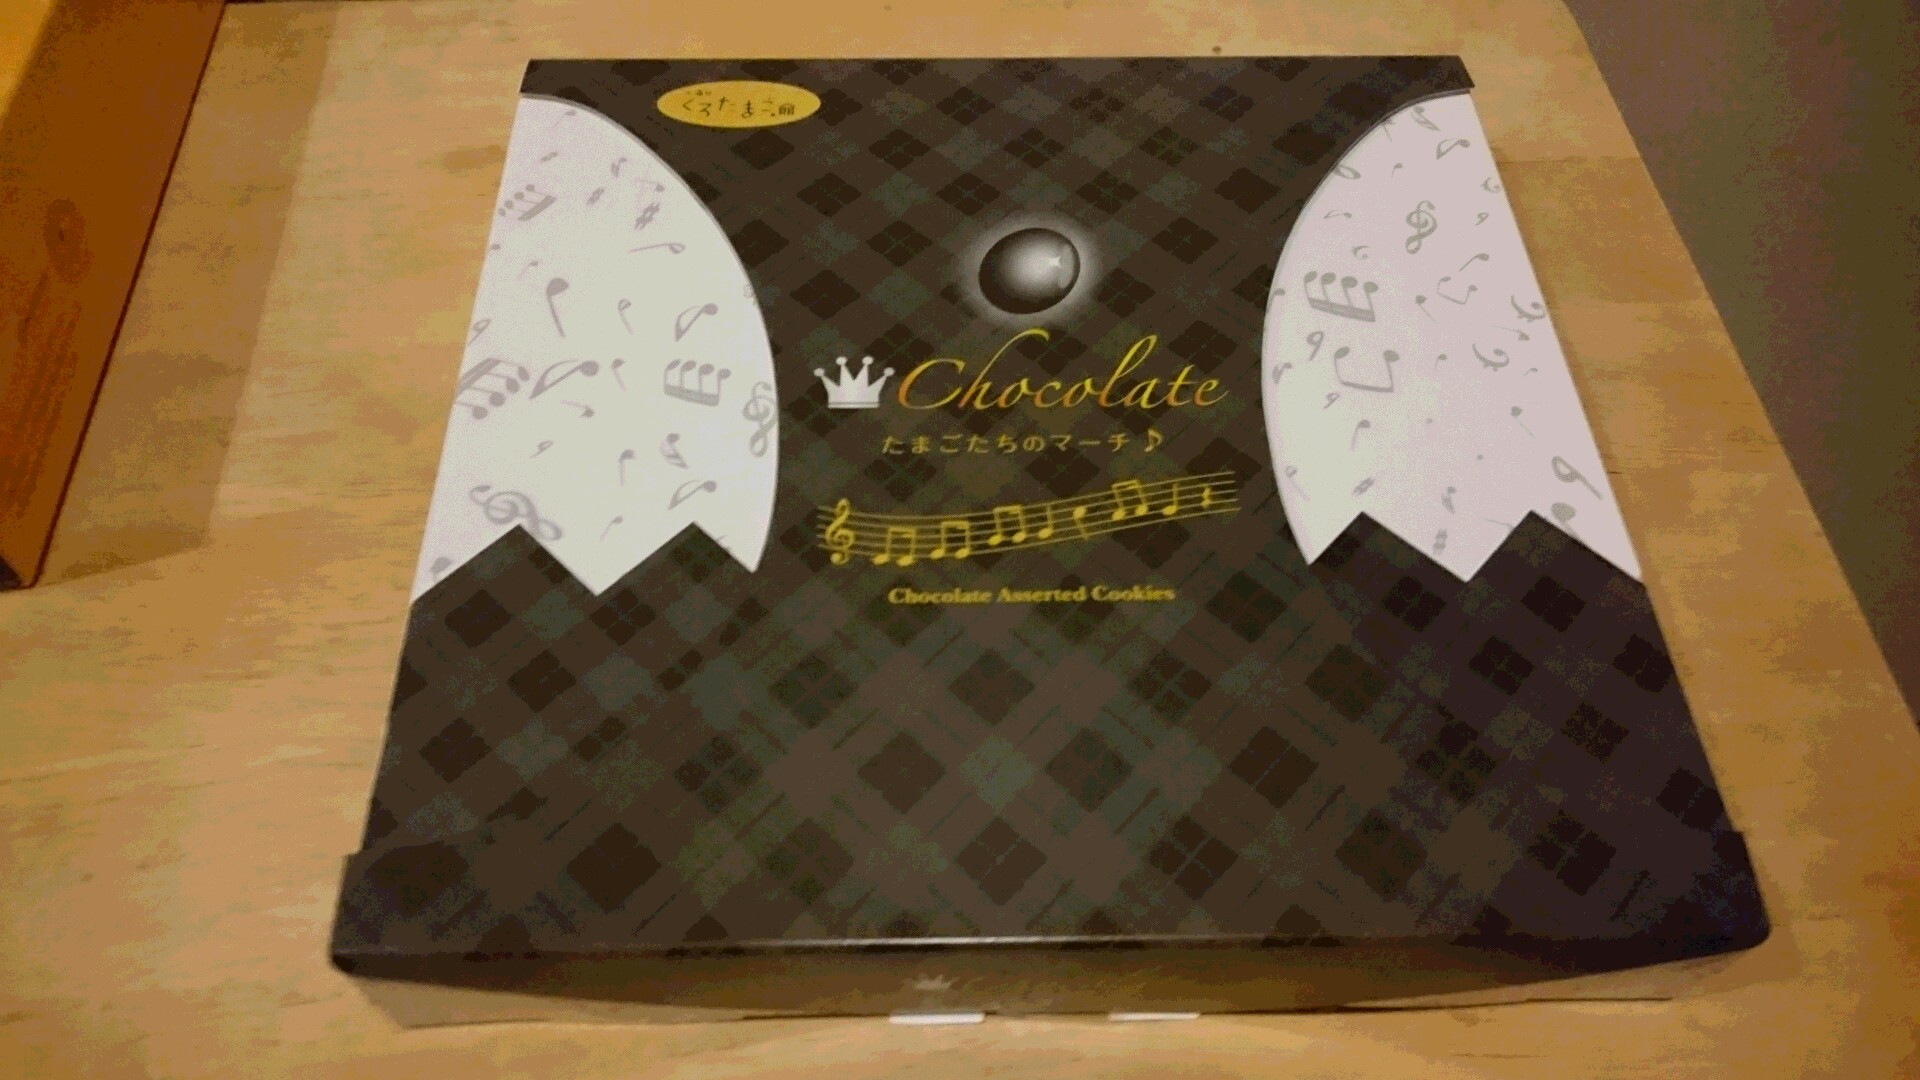 くろたまご館
Chocolate
たまごたちのマーチ♪
Chocolate Asserted Cookies